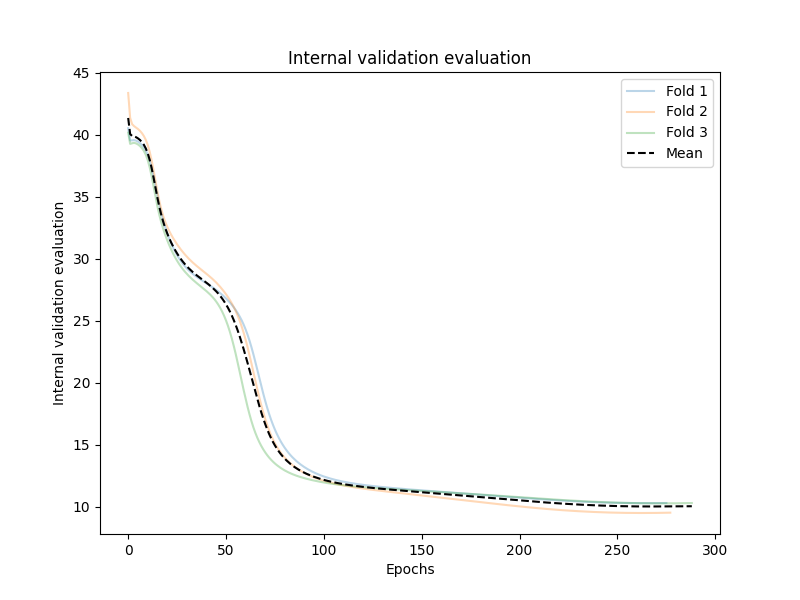 Internal validation evaluation
45
40
35
30
25
20
15
10
Internal validation evaluation
Fold 1
Fold 2
Fold 3
Mean
0 50 100 150 200 250 300
Epochs